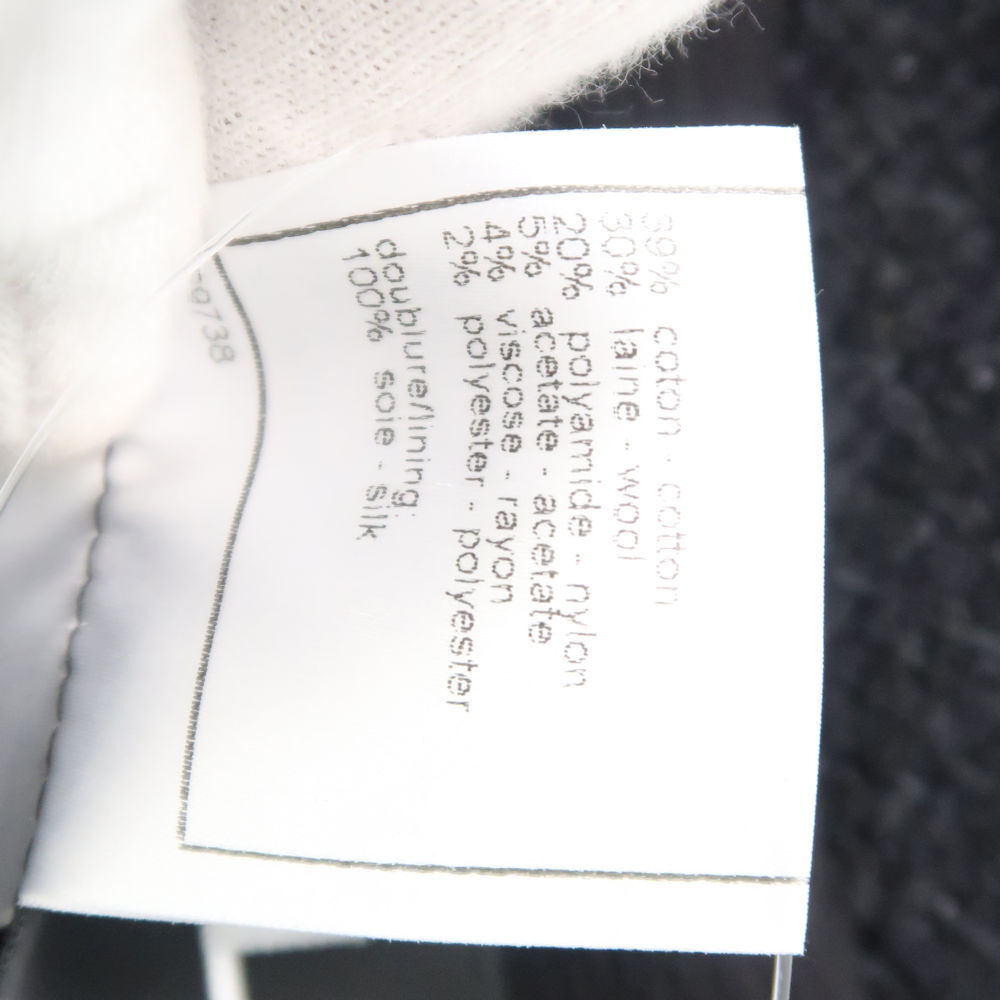 39% coton - cotton
30% laine - wool
20% polyamide - nylon
5% acetate - acetate
4% viscose - rayon
2% polyester - polyester
doublure/lining:
100% soie - silk